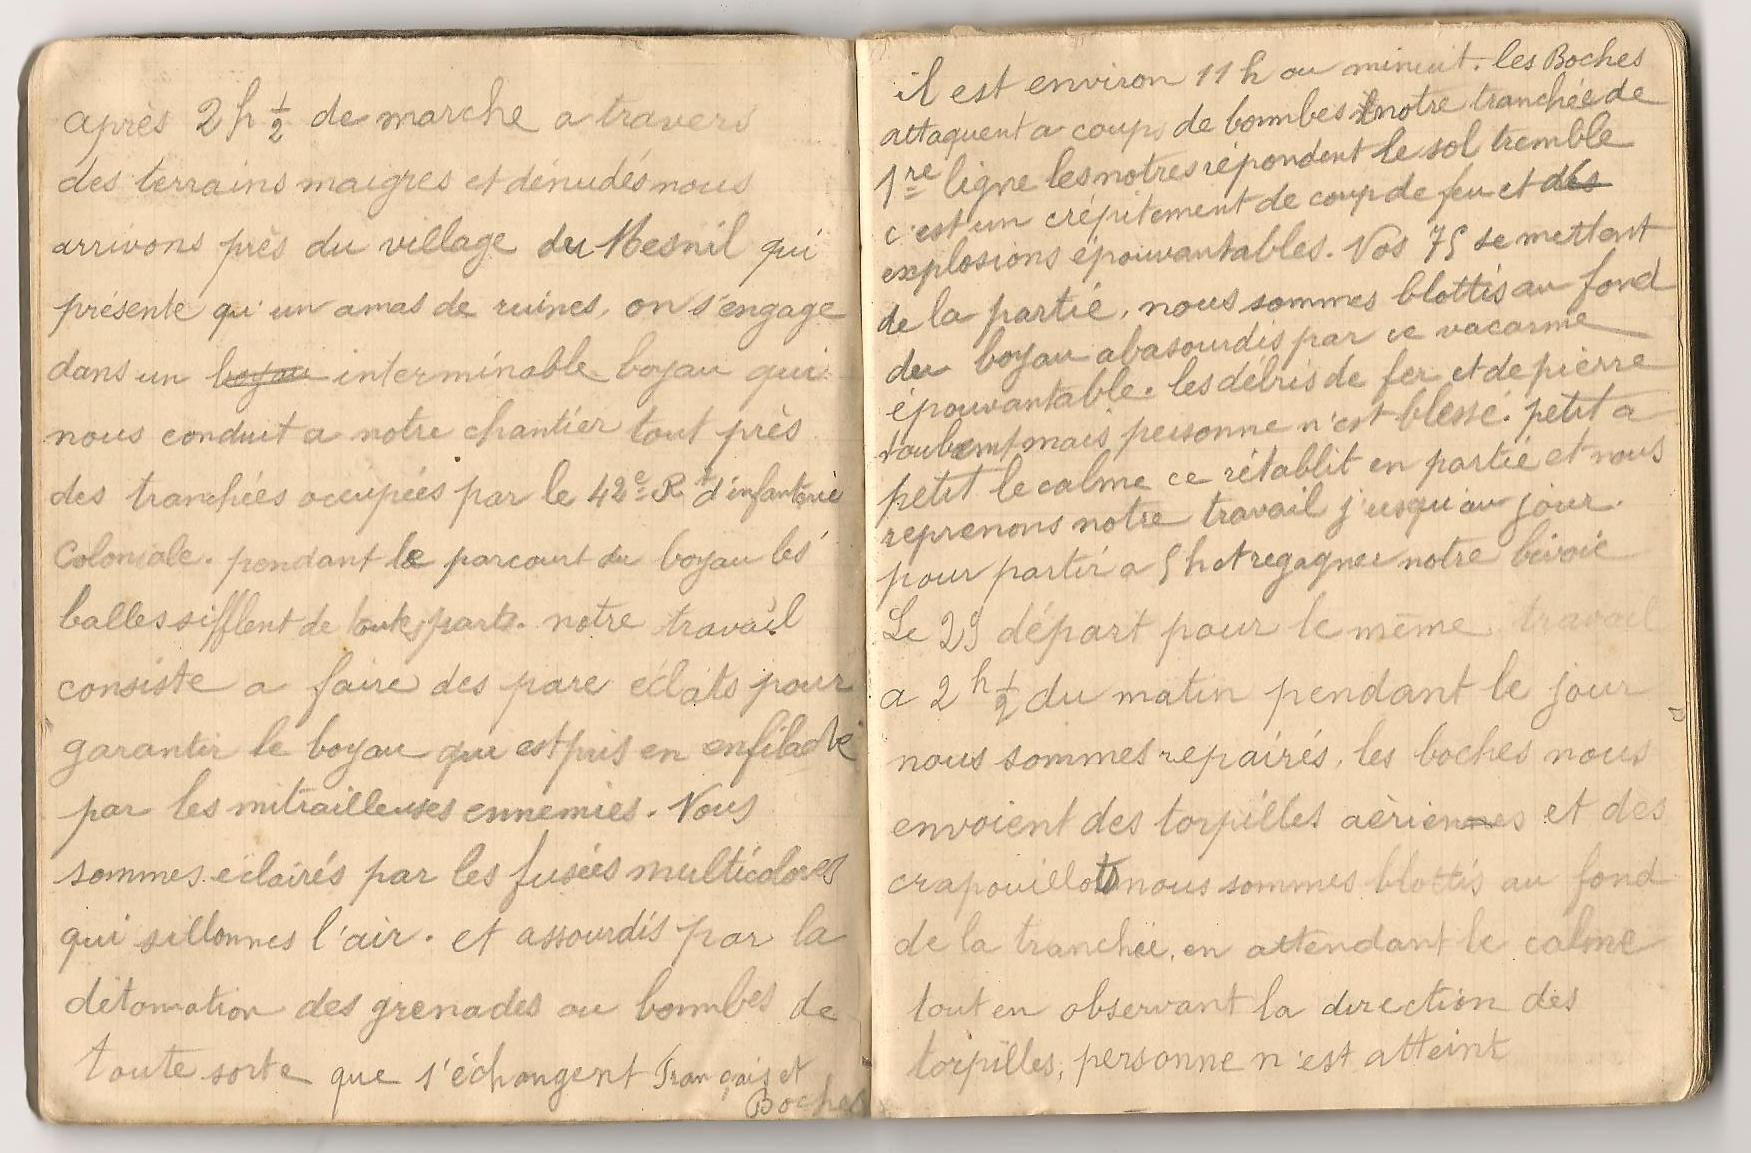 après 2 h ½ de marche a travers
des terrains maigres et dénudés nous
arrivons près du village du Mesnil qui
présente qu'un amas de ruines, on s'engage
dans un boyau interminable boyau qui
nous conduit a notre chantier tout près
des tranchées occupées par le 42e Rt d'infanterie
Coloniale. pendant le parcourt du boyau les
balles sifflent de toutes parts. notre travail
consiste a faire des pare éclats pour
garantir le boyau qui est pris en enfilade
par les mitrailleuses ennemies. Nous
sommes éclairés par les fusées multicolores
qui sillonnes l'air. et assourdis par la
détonation des grenades ou bombes de
toute sorte que s'échangent Français et
Boches
il est environ 11 h ou minuit. les Boches
attaquent a coups de bombes notre tranchée de
1re ligne les notres répondent le sol tremble
c'est un crépitement de coup de feu et des
explosions épouvantables. Nos 75 se mettent
de la partie, nous sommes blottis au fond
du boyau abasourdis par ce vacarme
épouvantable. les débris de fer et de pierre
mais personne n'est blessé. petit a
petit le calme ce rétablit en partie et nous
reprenons notre travail jusqu'au jour.
pour partir a 5 h et regagner notre bivoic
Le 29 départ pour le même travail
a 2 h ½ du matin pendant le jour
nous sommes repairés, les boches nous
envoient des torpilles aériennes et des
crapouillots nous sommes blottis au fond
de la tranchée, en attendant le calme
tout en observant la direction des
torpilles, personne n'est atteint